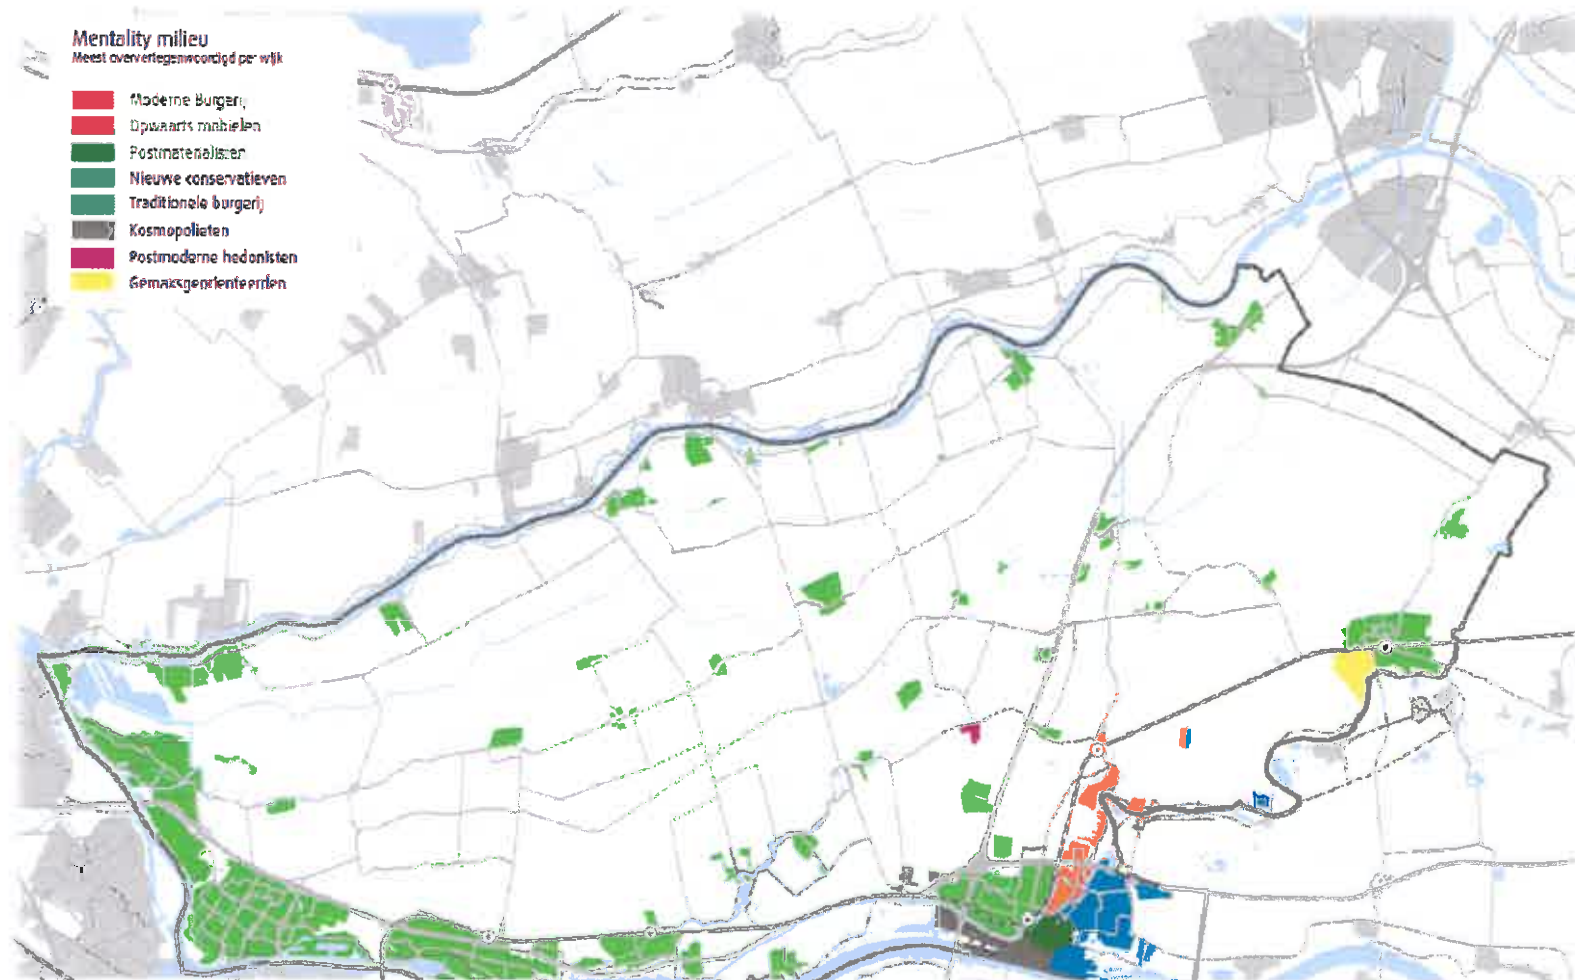 Mentality milieu
Meest oververtegenwoordigd per wijk
Moderne Burgerij
Opwaarts mobielen
Postmaterialisten
Nieuwe conservatieven
Traditionele burgerij
Kosmopolieten
Postmoderne hedonisten
Gemaksgeoriënteerden